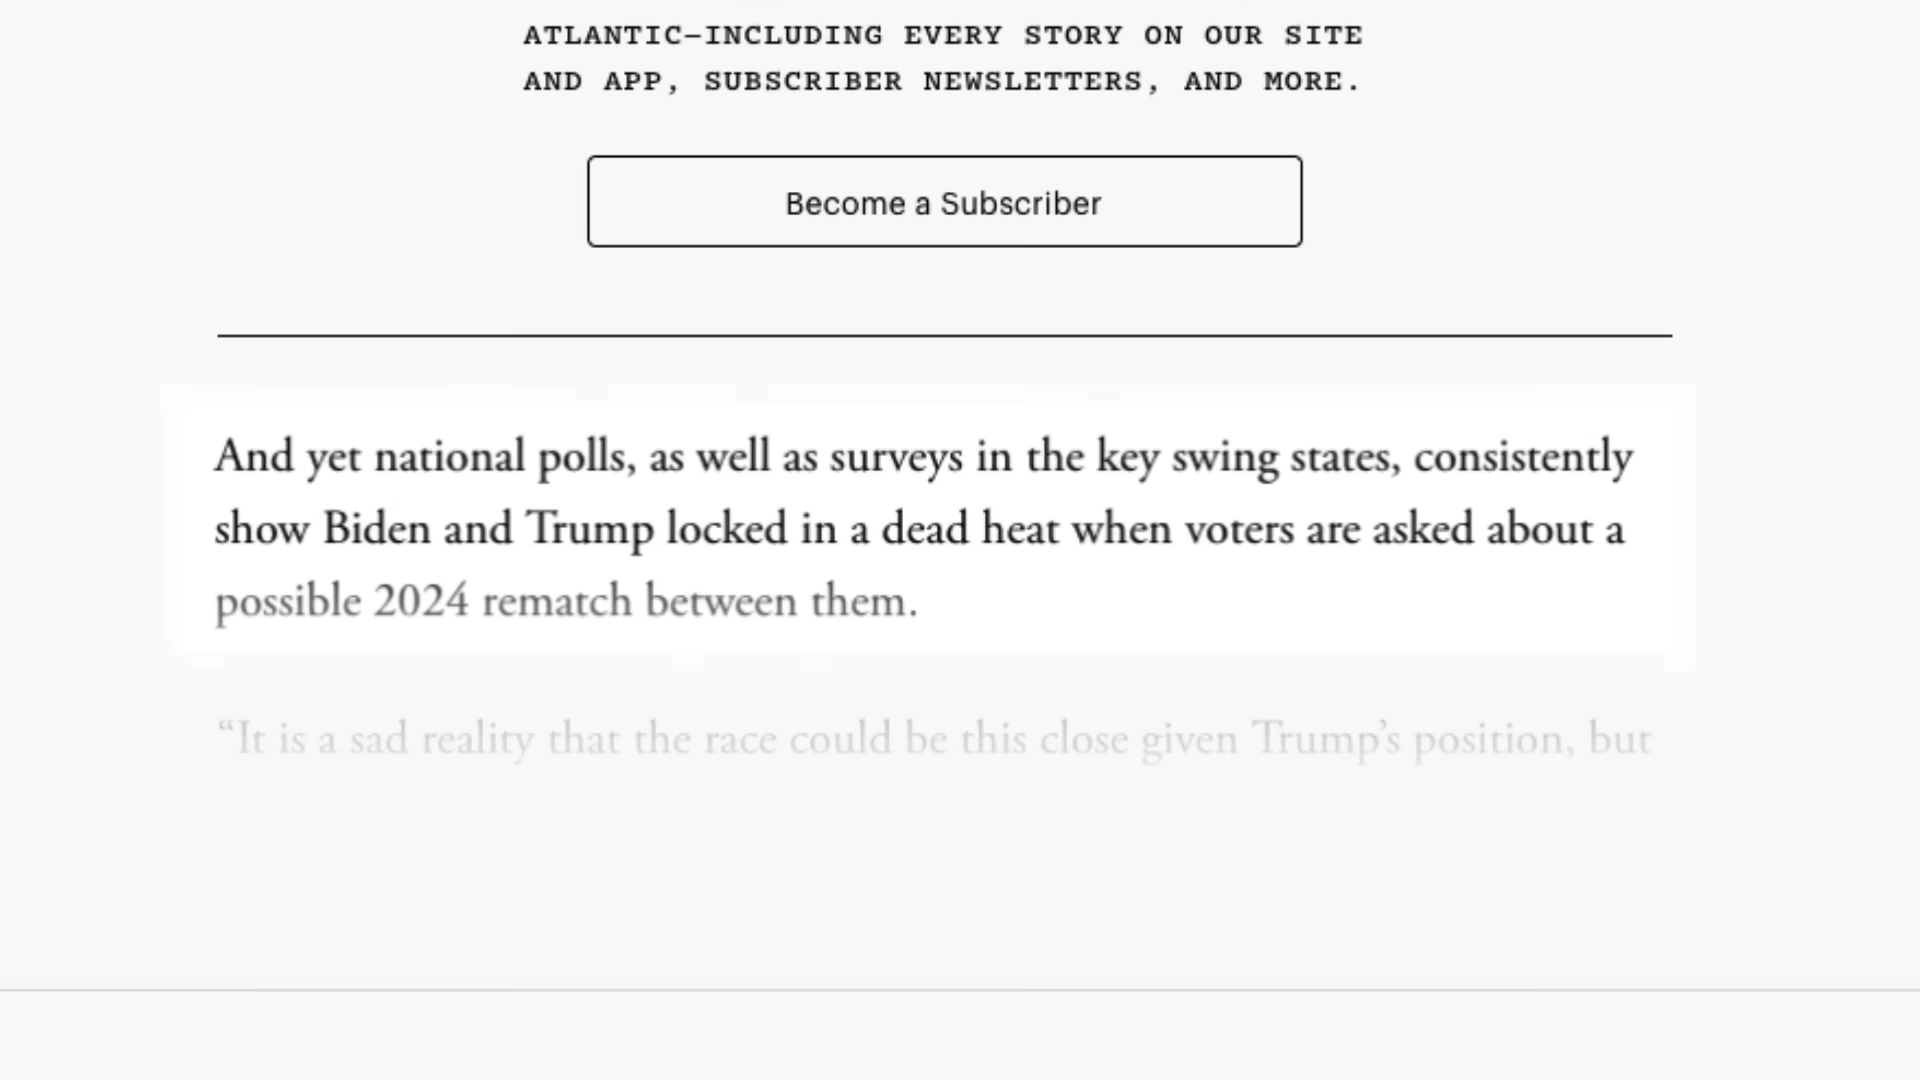 ATLANTIC—INCLUDING EVERY STORY ON OUR SITE
AND APP, SUBSCRIBER NEWSLETTERS, AND MORE.
Become a Subscriber
And yet national polls, as well as surveys in the key swing states, consistently
show Biden and Trump locked in a dead heat when voters are asked about a
possible 2024 rematch between them.
“It is a sad reality that the race could be this close given Trump’s position, but